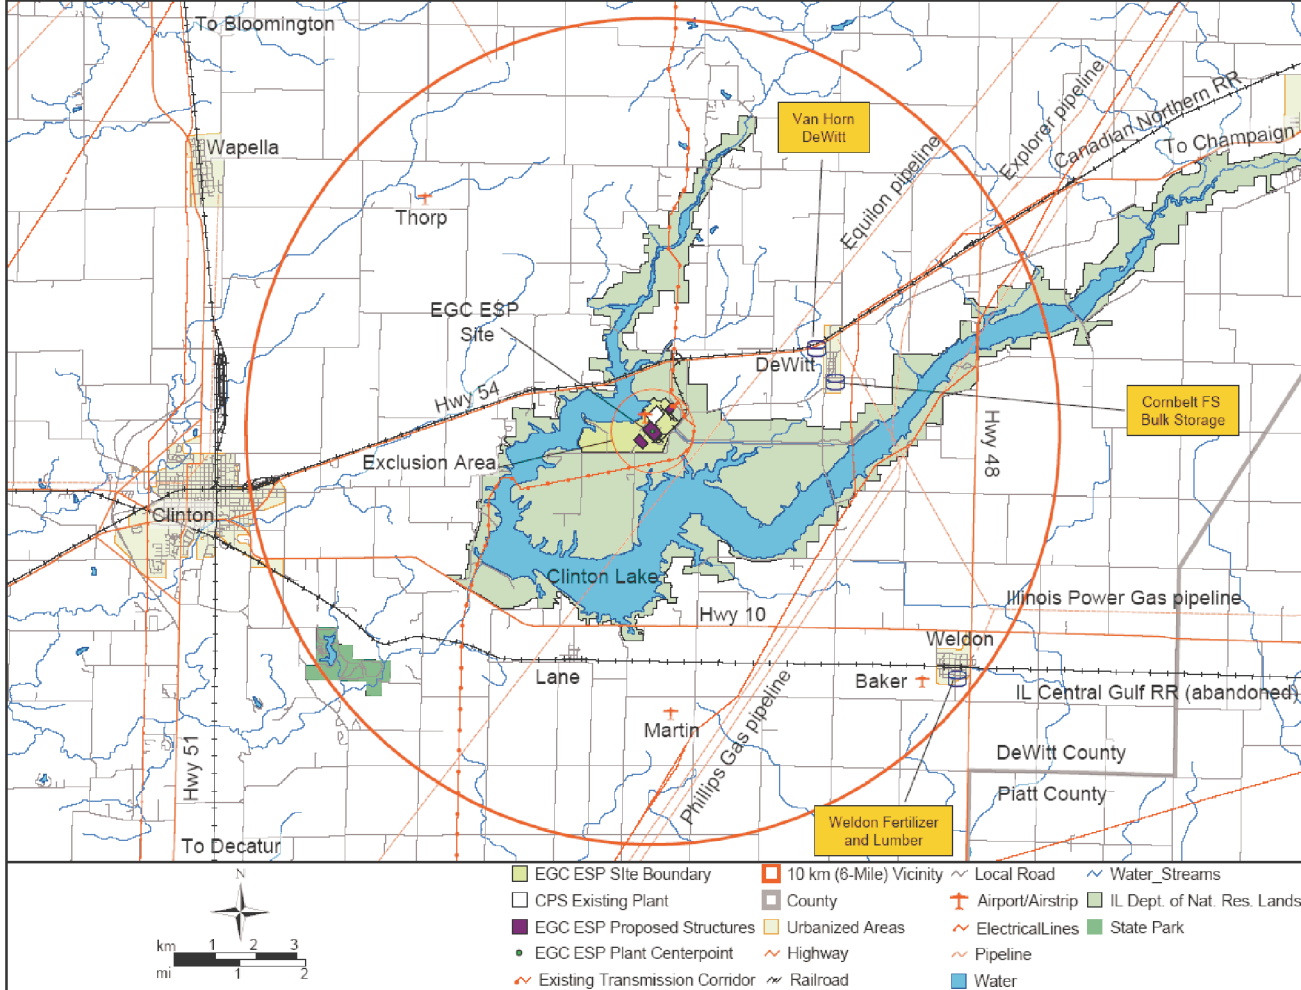 To Bloomington
Van Horn
DeWitt
Explorer pipeline
Canadian Northern RR
To Champaign
Wapella
Equilon pipeline
Thorp
EGC ESP
Site
DeWitt
Hwy 54
Cornbelt FS
Bulk Storage
Hwy 48
Exclusion Area
Clinton
Clinton Lake
Illinois Power Gas pipeline
Hwy 10
Weldon
Lane
Baker
IL Central Gulf RR (abandoned)
Martin
Phillips Gas pipeline
Hwy 51
DeWitt County
Piatt County
Weldon Fertilizer
and Lumber
To Decatur
N
km 1 2 3
mi 1 2
EGC ESP SIte Boundary
CPS Existing Plant
EGC ESP Proposed Structures
EGC ESP Plant Centerpoint
Existing Transmission Corridor
10 km (6-Mile) Vicinity
County
Urbanized Areas
Highway
Railroad
Local Road
Airport/Airstrip
ElectricalLines
Pipeline
Water
Water_Streams
IL Dept. of Nat. Res. Lands
State Park